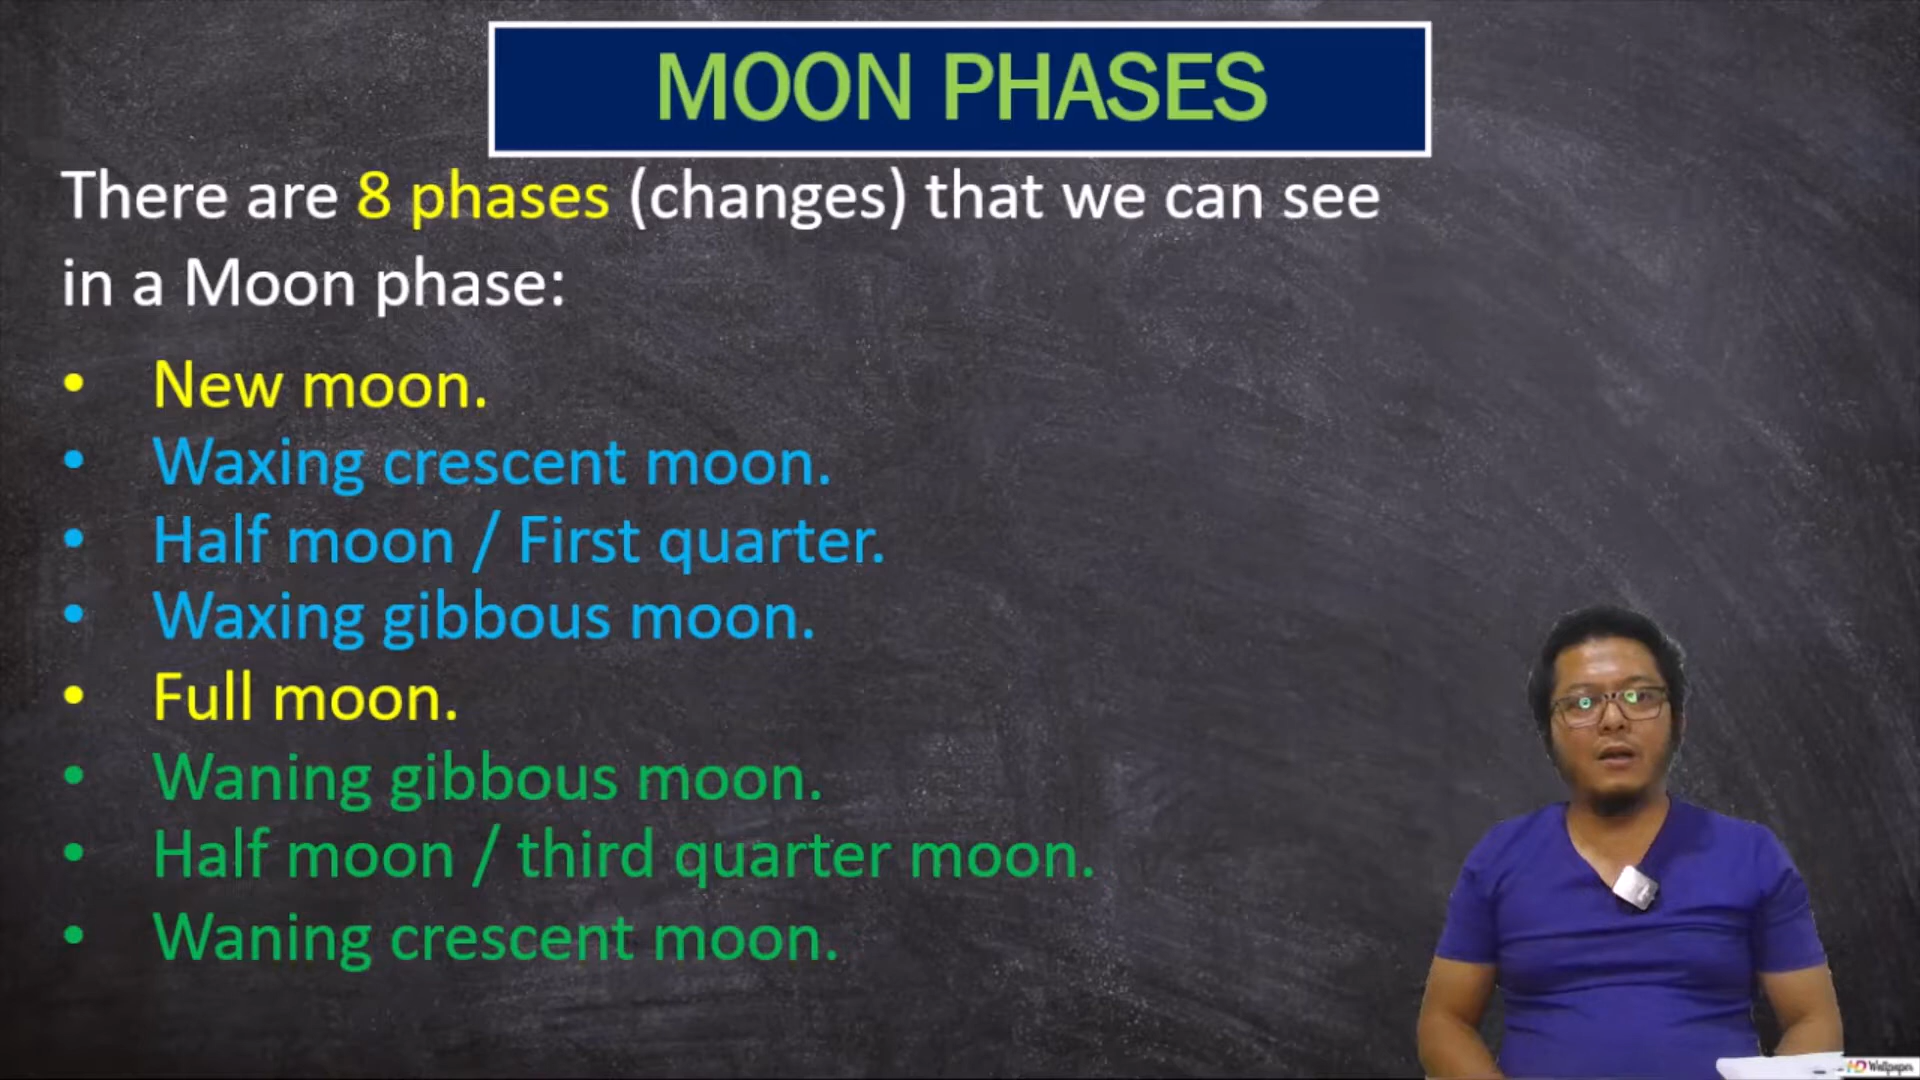 MOON PHASES
There are 8 phases (changes) that we can see
in a Moon phase:
• New moon.
• Waxing crescent moon.
• Half moon / First quarter.
• Waxing gibbous moon.
• Full moon.
• Waning gibbous moon.
• Half moon / third quarter moon.
• Waning crescent moon.
HD Wallpaper